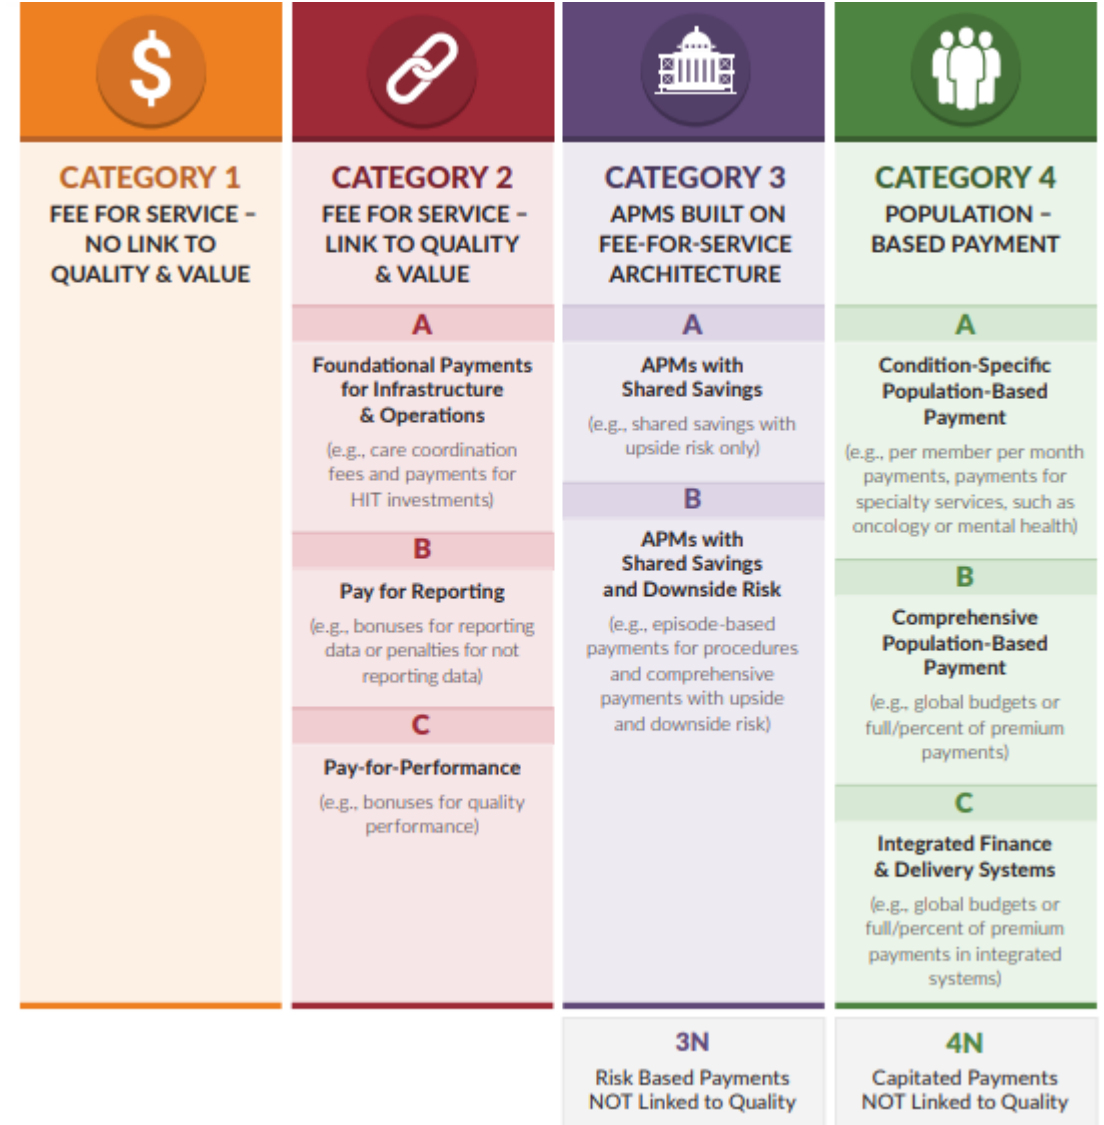 $
CATEGORY 1
FEE FOR SERVICE –
NO LINK TO
QUALITY & VALUE
CATEGORY 2
FEE FOR SERVICE –
LINK TO QUALITY
& VALUE
A
Foundational Payments
for Infrastructure
& Operations
(e.g., care coordination
fees and payments for
HIT investments)
B
Pay for Reporting
(e.g., bonuses for reporting
data or penalties for not
reporting data)
C
Pay-for-Performance
(e.g., bonuses for quality
performance)
CATEGORY 3
APMS BUILT ON
FEE-FOR-SERVICE
ARCHITECTURE
A
APMs with
Shared Savings
(e.g., shared savings with
upside risk only)
B
APMs with
Shared Savings
and Downside Risk
(e.g., episode-based
payments for procedures
and comprehensive
payments with upside
and downside risk)
3N
Risk Based Payments
NOT Linked to Quality
CATEGORY 4
POPULATION –
BASED PAYMENT
A
Condition-Specific
Population-Based
Payment
(e.g., per member per month
payments, payments for
specialty services, such as
oncology or mental health)
B
Comprehensive
Population-Based
Payment
(e.g., global budgets or
full/percent of premium
payments)
C
Integrated Finance
& Delivery Systems
(e.g., global budgets or
full/percent of premium
payments in integrated
systems)
4N
Capitated Payments
NOT Linked to Quality